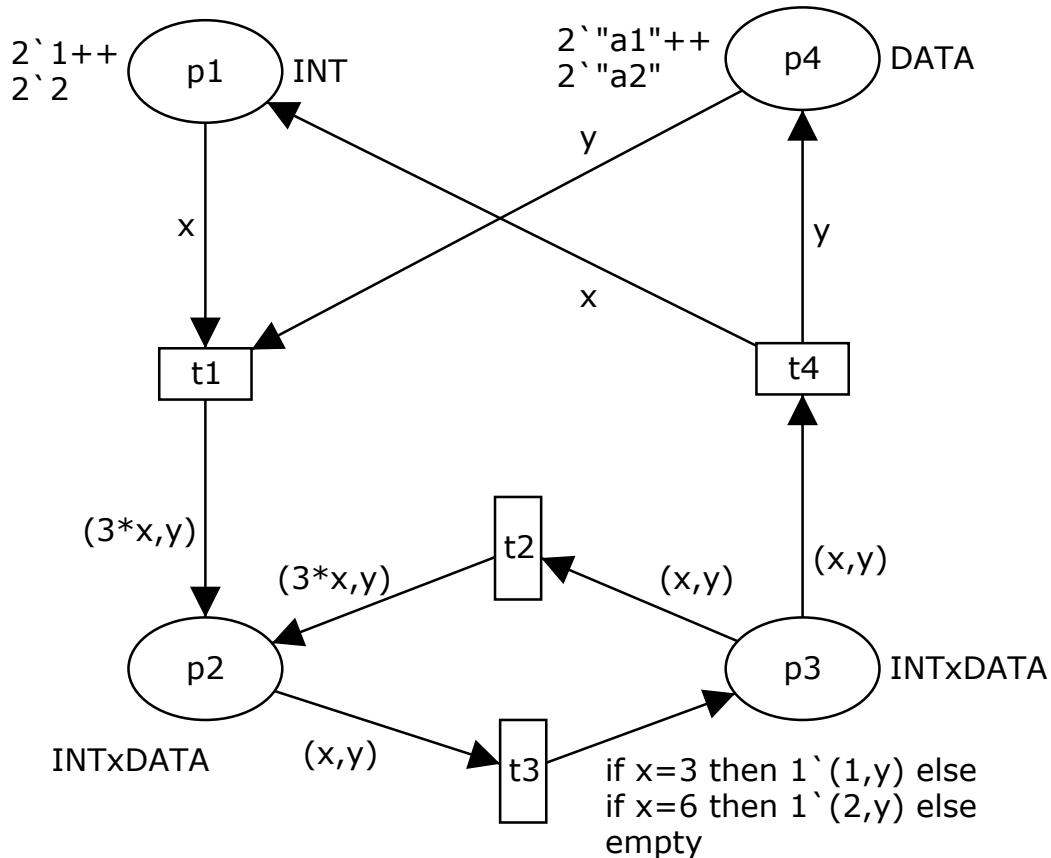 2`1++
2`2
p1
INT
2`"a1"++
2`"a2"
p4
DATA
y
x
y
x
t1
t4
(3*x,y)
t2
(3*x,y)
(x,y)
(x,y)
p2
p3
INTxDATA
INTxDATA
(x,y)
t3
if x=3 then 1`(1,y) else
if x=6 then 1`(2,y) else
empty